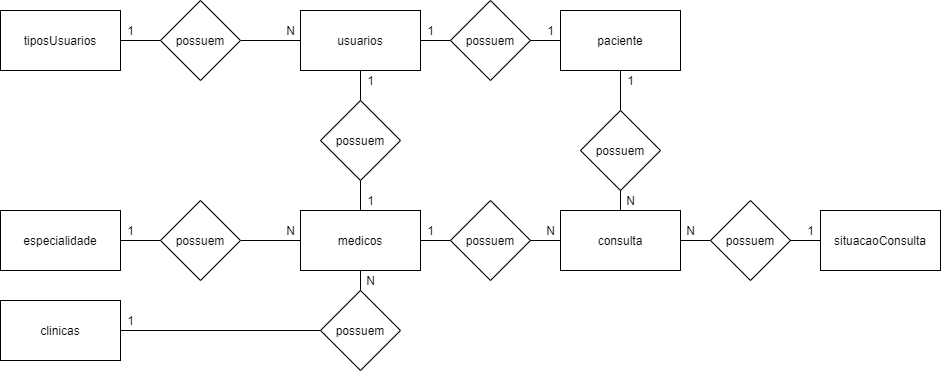 tiposUsuarios 1 possuem N usuarios 1 possuem 1 paciente
1 1
possuem possuem
1 N
especialidade 1 possuem N medicos 1 possuem N consulta N possuem 1 situacaoConsulta
N
clinicas 1 possuem